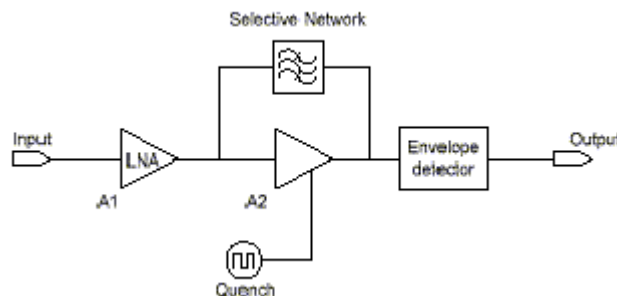 Selective Network
Input
LNA
A1
A2
Envelope
detector
Output
Quench